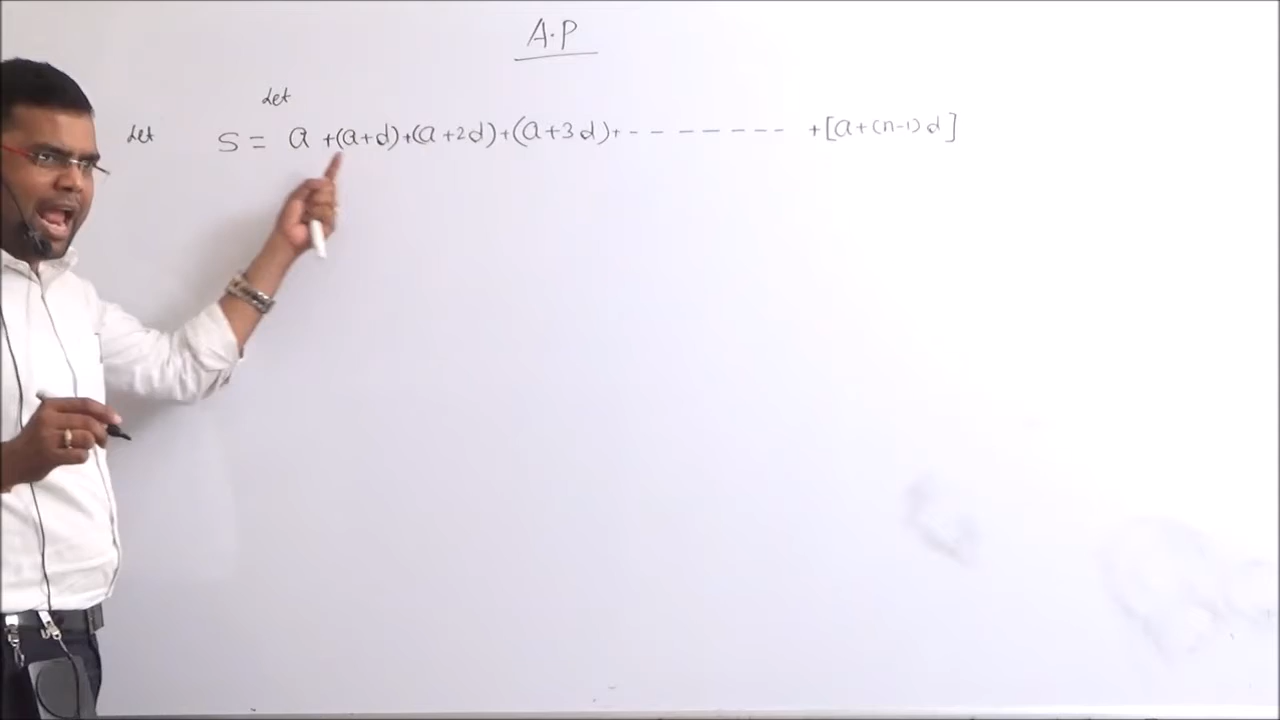 A.P
Let
Let S = a +(a+d)+(a+2d)+(a+3d)+- - - - - - - - +[a+(n-1)d]